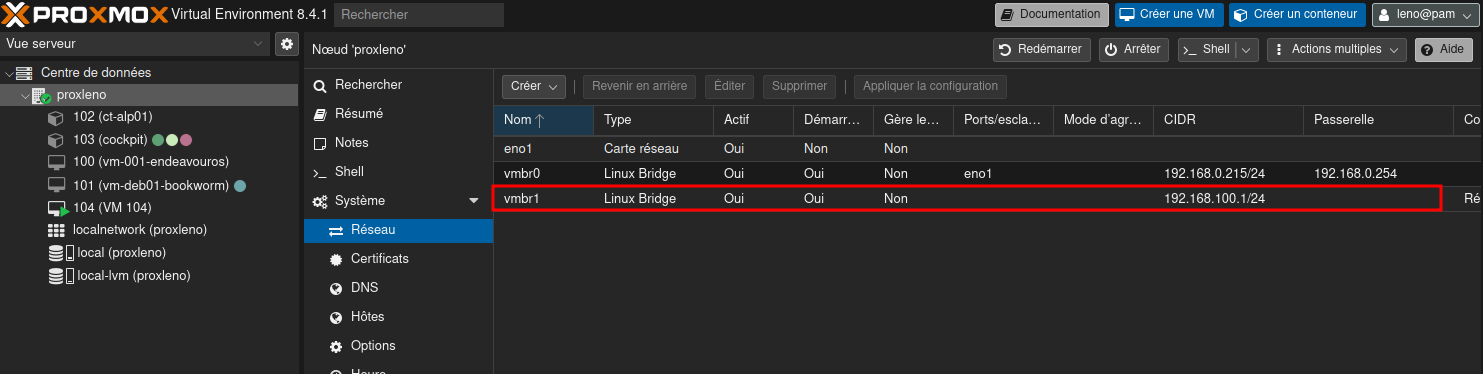 PROXMOX Virtual Environment 8.4.1 Rechercher Documentation Créer une VM Créer un conteneur leno@pam
Vue serveur
Centre de données
proxleno
102 (ct-alp01)
103 (cockpit)
100 (vm-001-endeavouros)
101 (vm-deb01-bookworm)
104 (VM 104)
localnetwork (proxleno)
local (proxleno)
local-lvm (proxleno)
Nœud 'proxleno' Redémarrer Arrêter Shell Actions multiples Aide
Rechercher
Résumé
Notes
Shell
Système
Réseau
Certificats
DNS
Hôtes
Options
Heure
Créer Revenir en arrière Éditer Supprimer Appliquer la configuration
Nom Type Actif Démarr... Gère le... Ports/escla... Mode d'agr... CIDR Passerelle Co
eno1 Carte réseau Oui Non Non
vmbr0 Linux Bridge Oui Oui Non eno1 192.168.0.215/24 192.168.0.254
vmbr1 Linux Bridge Oui Oui Non 192.168.100.1/24 Ré